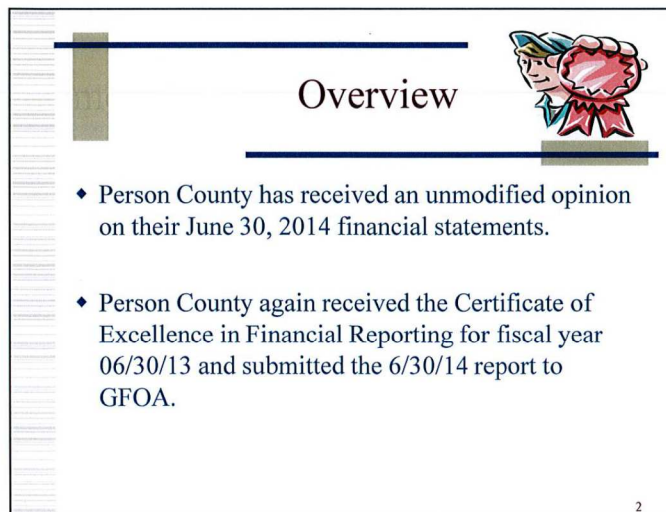 Overview
◆ Person County has received an unmodified opinion
on their June 30, 2014 financial statements.
◆ Person County again received the Certificate of
Excellence in Financial Reporting for fiscal year
06/30/13 and submitted the 6/30/14 report to
GFOA.
2